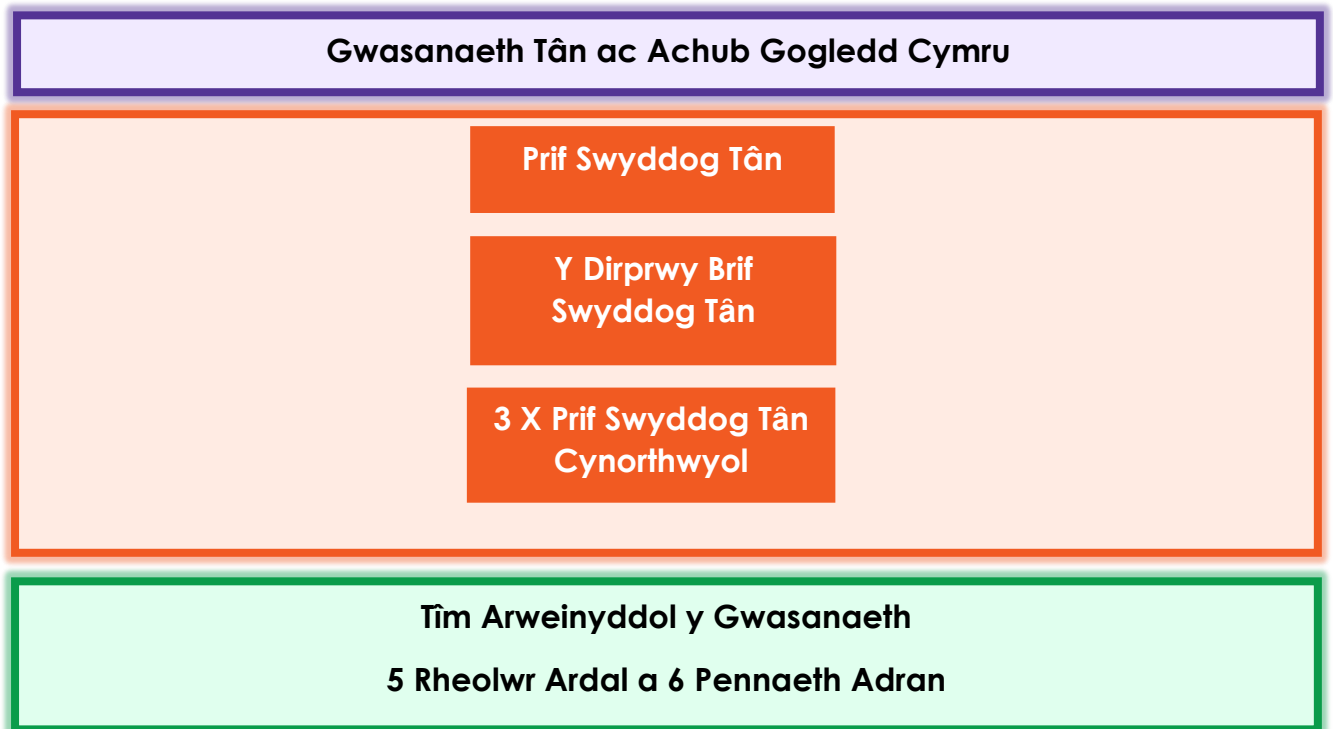 Gwasanaeth Tân ac Achub Gogledd Cymru
Prif Swyddog Tân
Y Dirprwy Brif
Swyddog Tân
3 X Prif Swyddog Tân
Cynorthwyol
Tîm Arweinyddol y Gwasanaeth
5 Rheolwr Ardal a 6 Pennaeth Adran